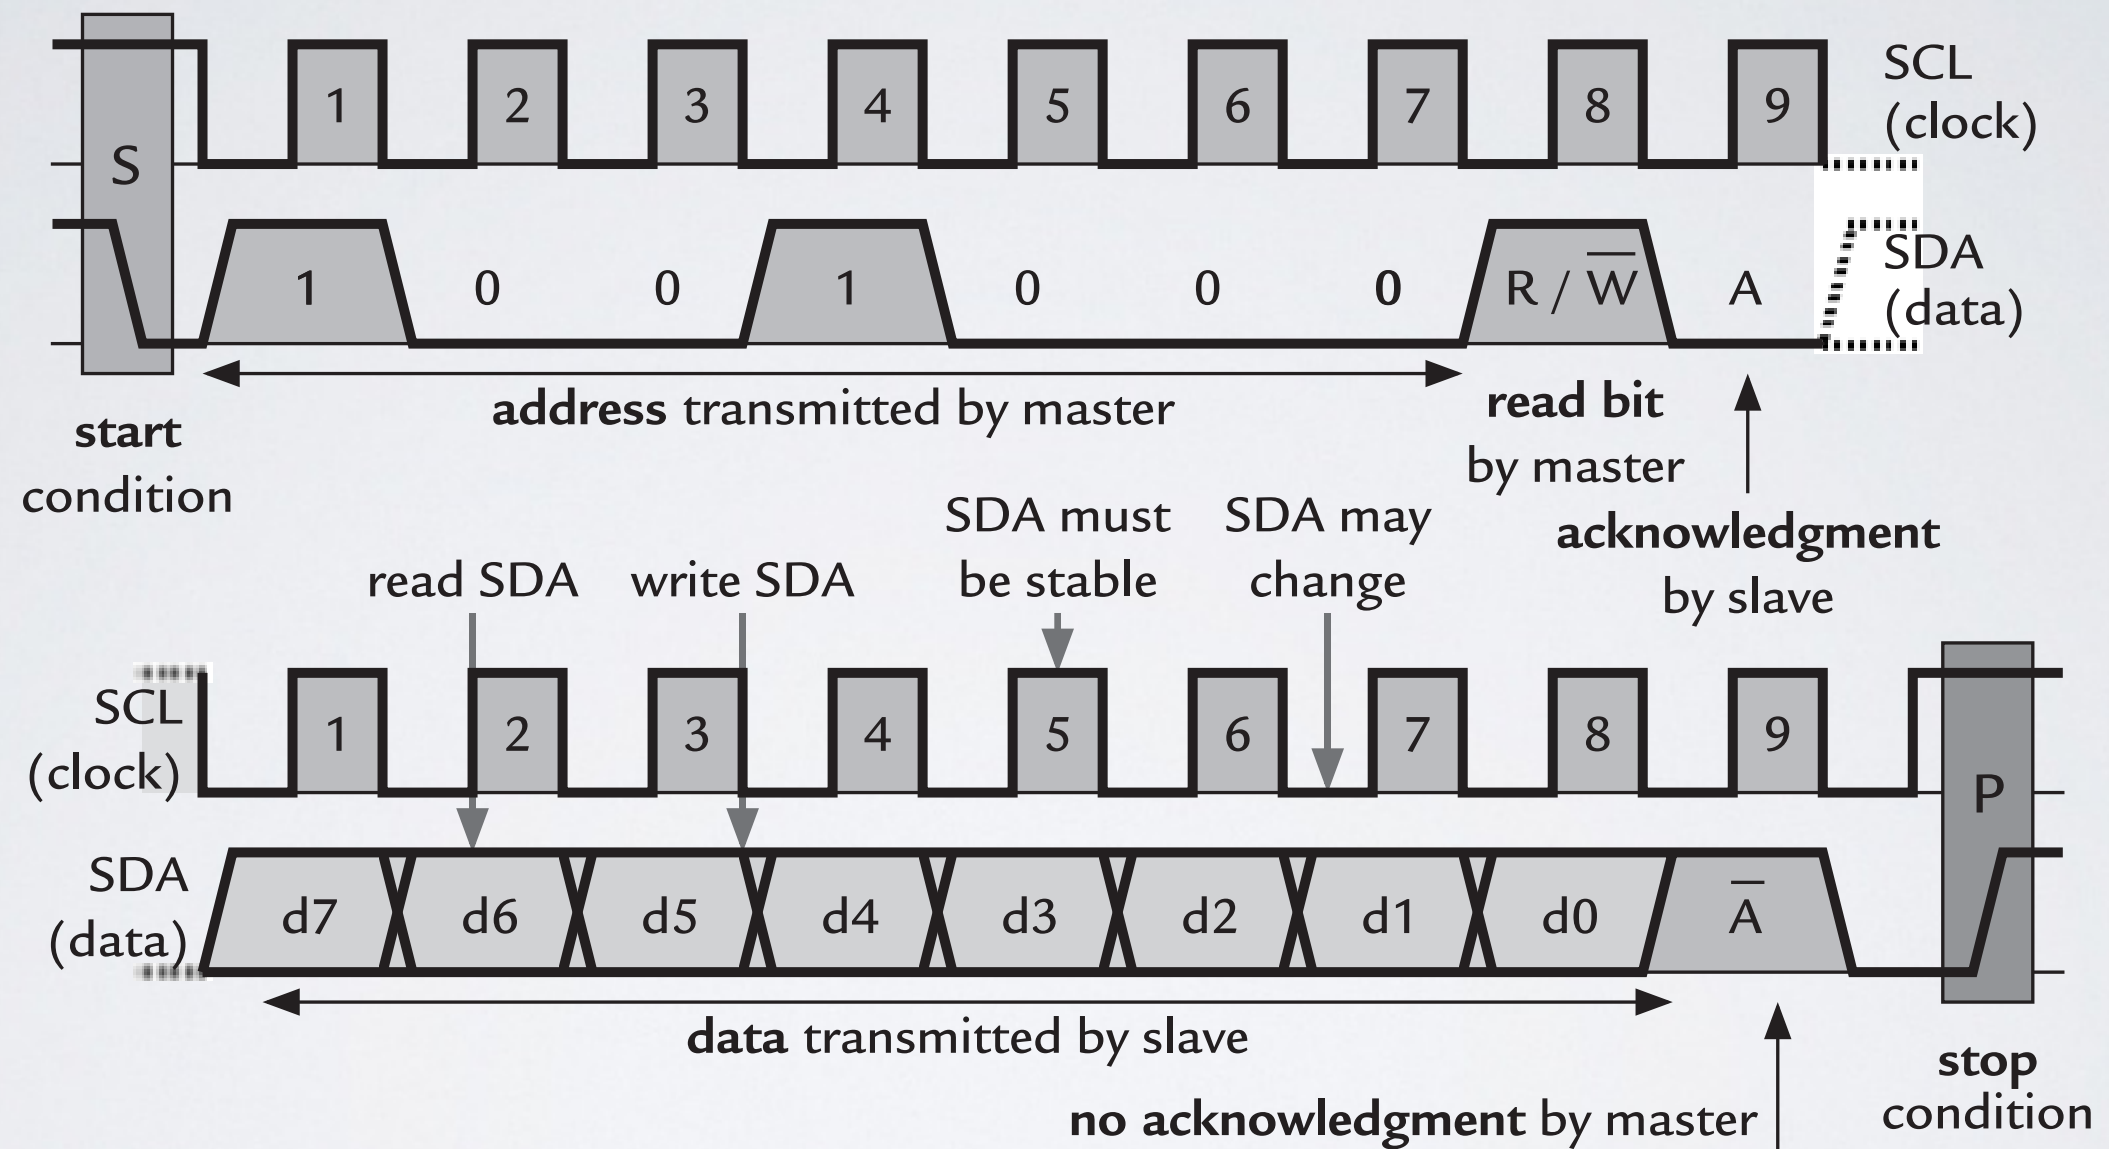 1 2 3 4 5 6 7 8 9
SCL
(clock)
S
1 0 0 1 0 0 0 R / W̅ A
SDA
(data)
address transmitted by master
start
condition
read bit
by master
acknowledgment
by slave
read SDA
write SDA
SDA must
be stable
SDA may
change
SCL
(clock)
1 2 3 4 5 6 7 8 9
P
SDA
(data)
d7 d6 d5 d4 d3 d2 d1 d0 A̅
data transmitted by slave
no acknowledgment by master
stop
condition